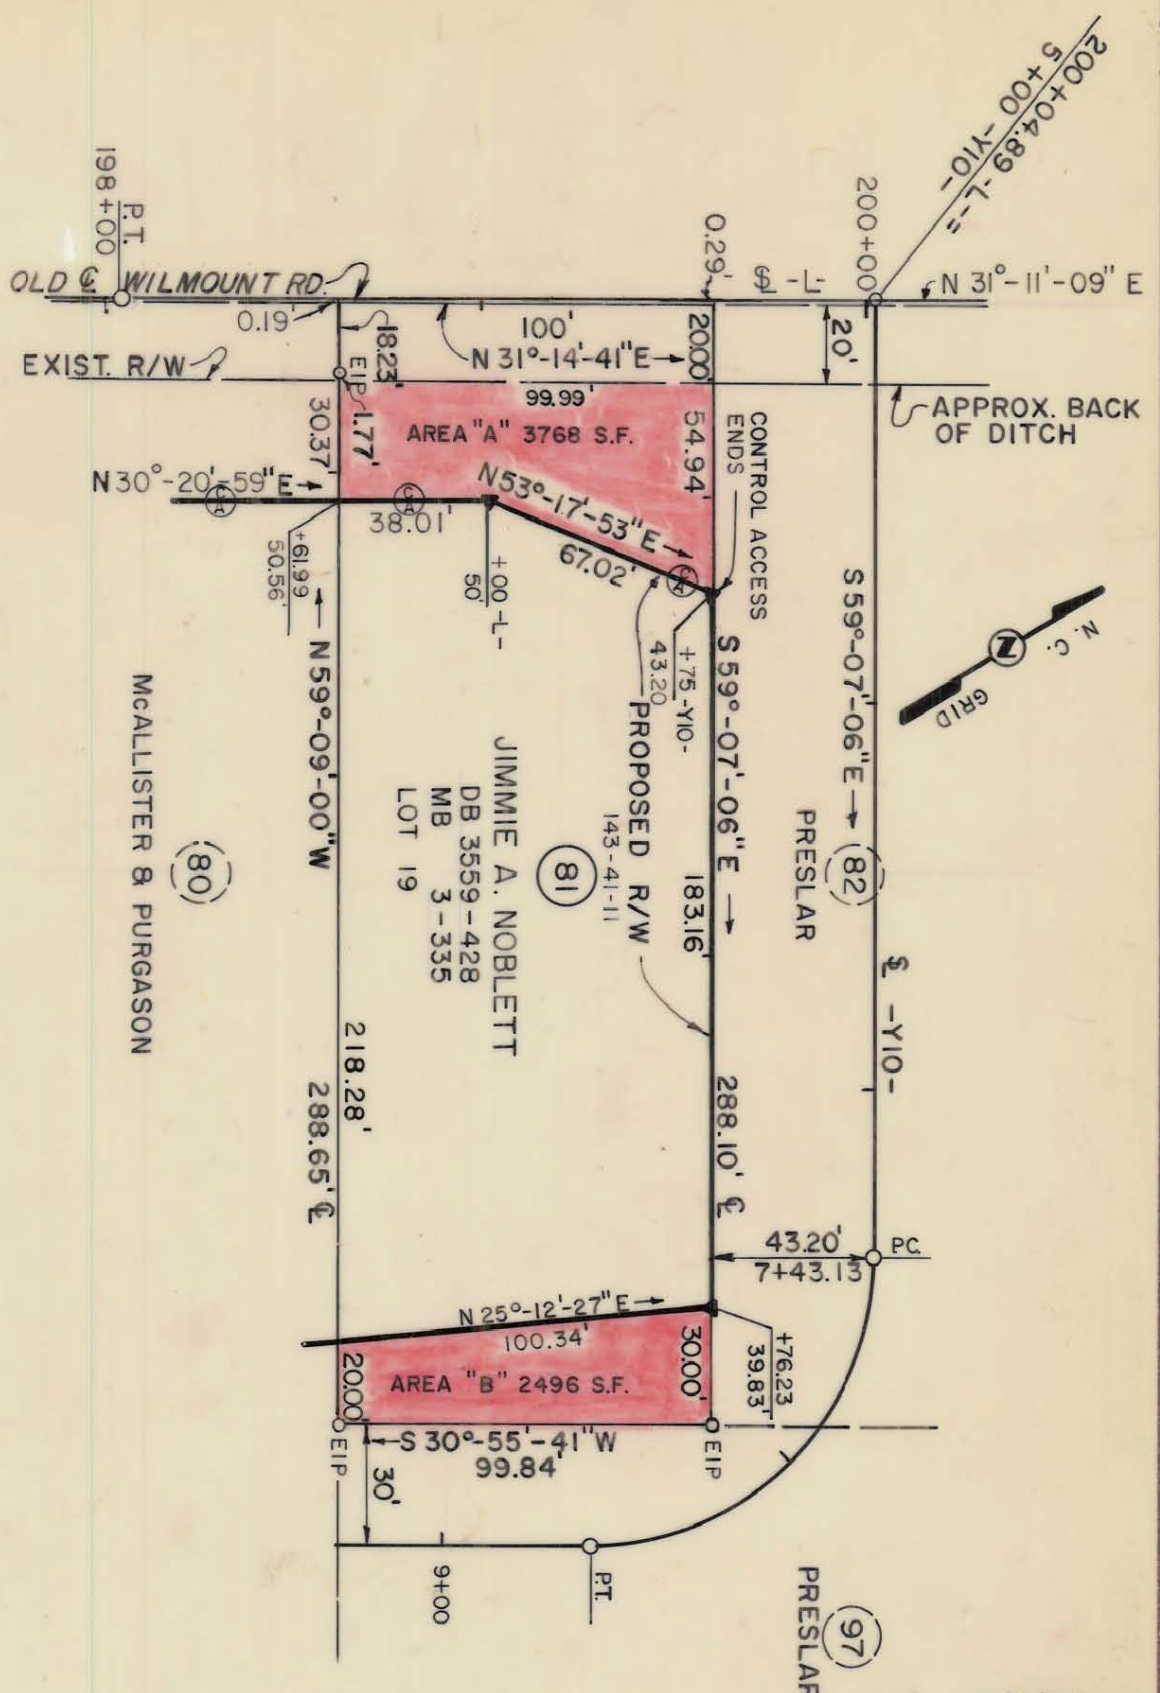 200+04.89 -L- =
5+00 -Y10-
P.T.
198+00
0.29'
200+00
OLD ℄ WILMOUNT RD.
0.19'
℄ -L-
N 31°-11'-09" E
100'
N 31°-14'-41" E
18.23'
20.00'
20'
EXIST. R/W
EIP
1.77'
30.37'
99.99'
AREA "A" 3768 S.F.
54.94'
CONTROL ACCESS
ENDS
APPROX. BACK
OF DITCH
N 30°-20'-59" E
C/A
C/A
38.01'
N 53°-17'-53" E
67.02'
C/A
+61.99
50.56'
+00 -L-
50'
+75 -Y10-
43.20
N 59°-09'-00" W
S 59°-07'-06" E
S 59°-07'-06" E
N. C.
GRID
Z
McALLISTER & PURGASON
80
JIMMIE A. NOBLETT
DB 3559-428
MB 3-335
LOT 19
81
PROPOSED R/W
143-41-11
183.16'
82
PRESLAR
℄ -Y10-
218.28'
288.65' ℄
288.10' ℄
43.20'
7+43.13
P.C.
N 25°-12'-27" E
100.34'
AREA "B" 2496 S.F.
20.00'
30.00'
+76.23
39.83'
EIP
S 30°-55'-41" W
99.84'
EIP
30'
9+00
P.T.
97
PRESLAR